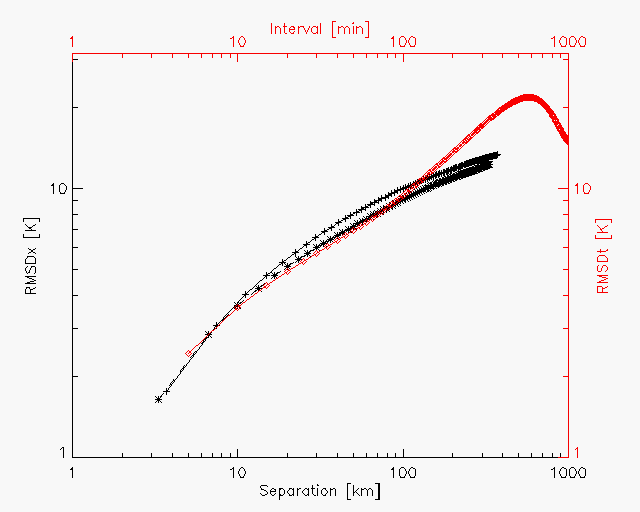 Interval [min]
1 10 100 1000
10 10
RMSDx [K] RMSDt [K]
1 1
1 10 100 1000
Separation [km]